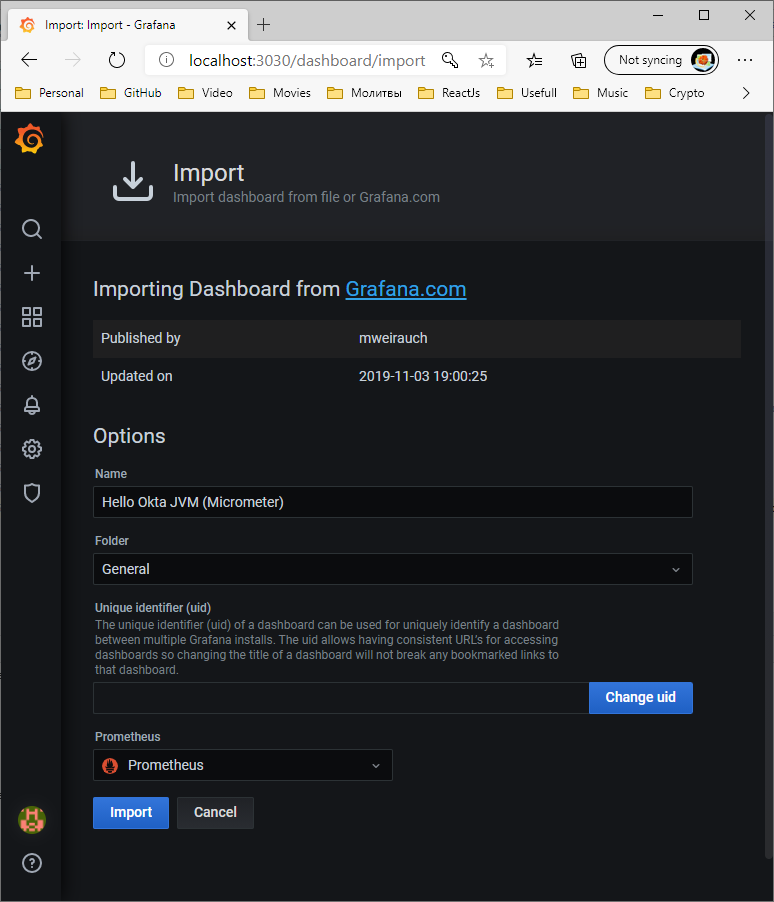 Import: Import - Grafana
localhost:3030/dashboard/import
Not syncing
Personal GitHub Video Movies Молитвы ReactJs Usefull Music Crypto
Import
Import dashboard from file or Grafana.com
Importing Dashboard from Grafana.com
Published by mweirauch
Updated on 2019-11-03 19:00:25
Options
Name
Hello Okta JVM (Micrometer)
Folder
General
Unique identifier (uid)
The unique identifier (uid) of a dashboard can be used for uniquely identify a dashboard
between multiple Grafana installs. The uid allows having consistent URL's for accessing
dashboards so changing the title of a dashboard will not break any bookmarked links to
that dashboard.
Change uid
Prometheus
Prometheus
Import Cancel